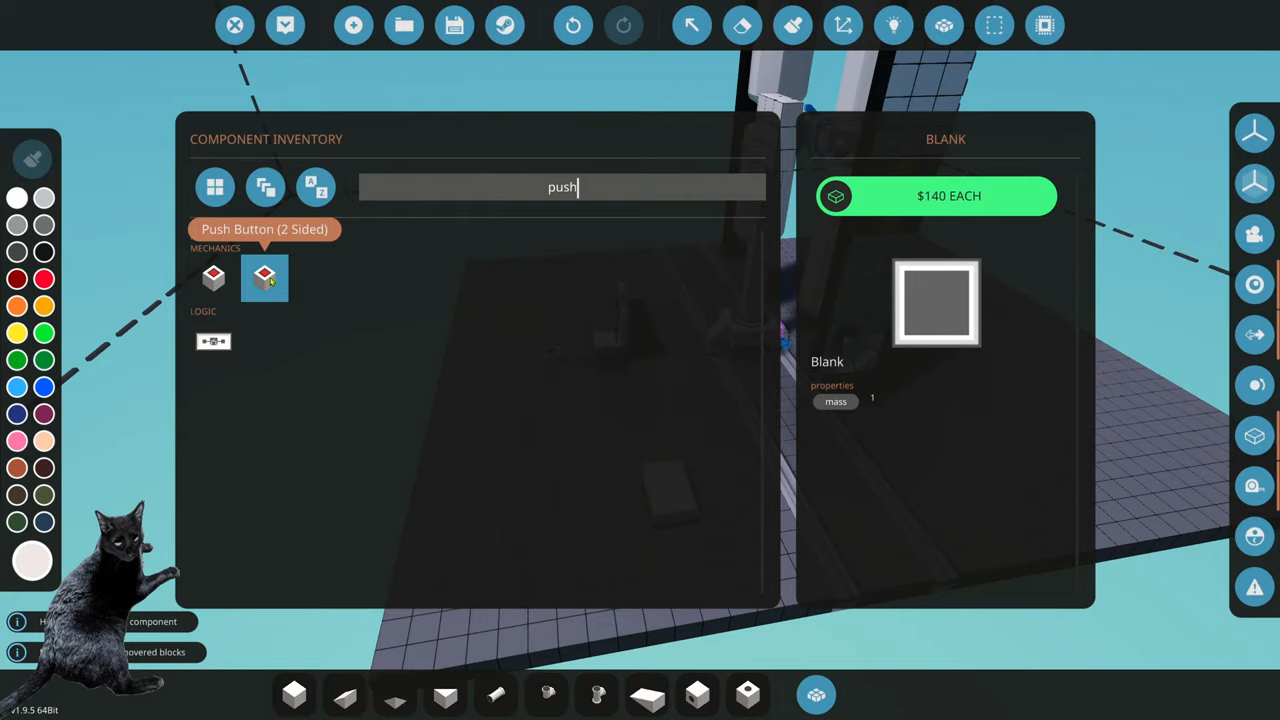 COMPONENT INVENTORY
BLANK
push
$140 EACH
Push Button (2 Sided)
MECHANICS
LOGIC
Blank
properties
mass
1
component
overed blocks
v1.9.5 64Bit